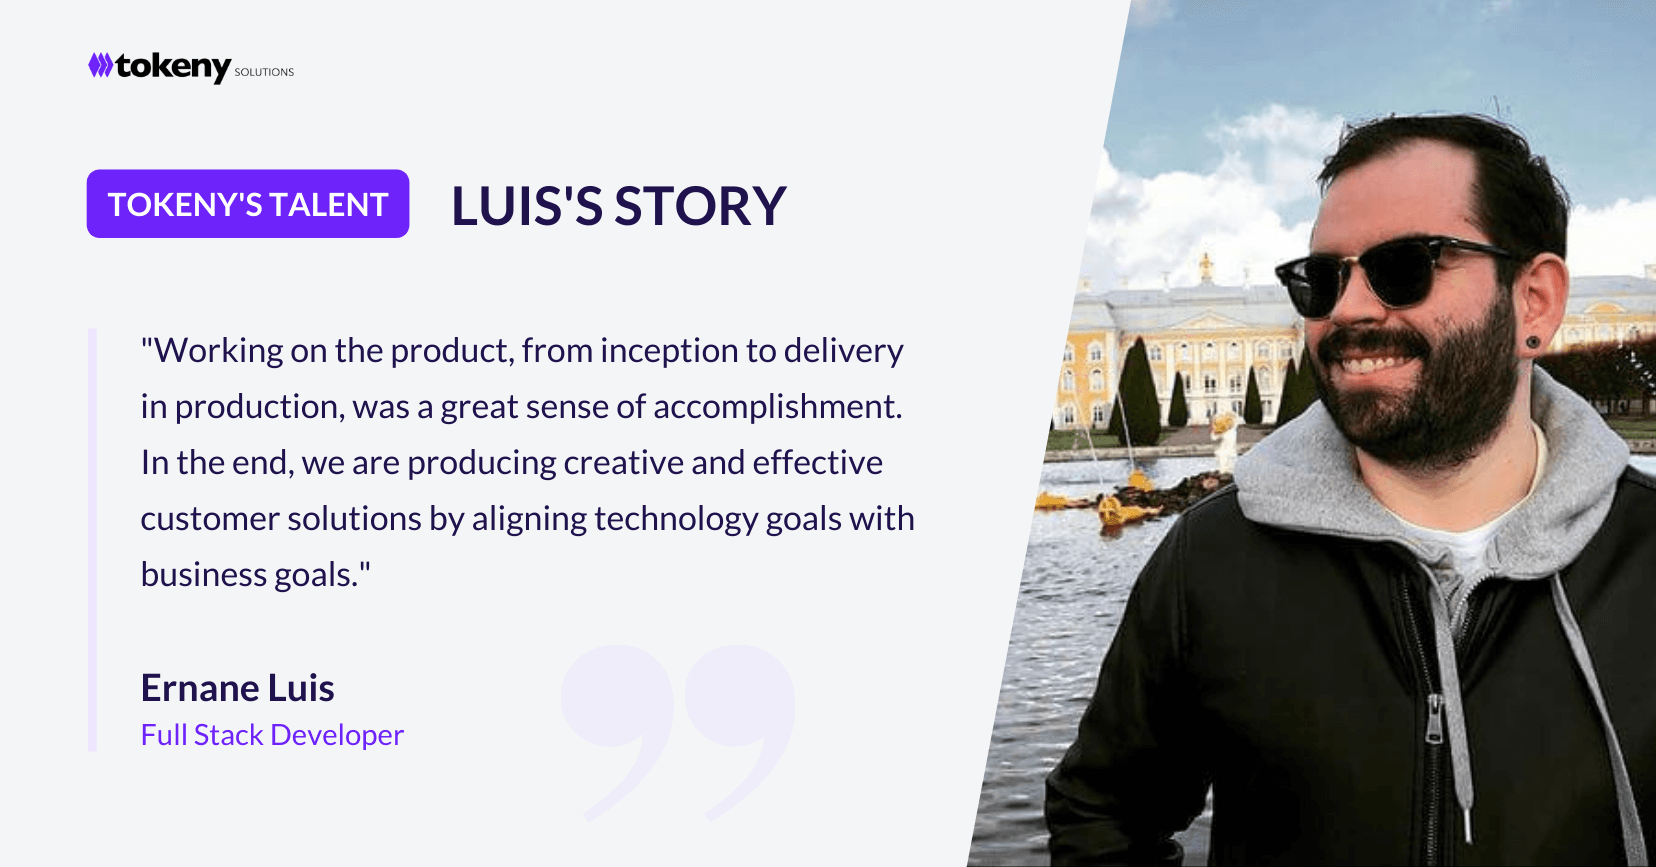 tokeny SOLUTIONS
TOKENY'S TALENT
LUIS'S STORY
"Working on the product, from inception to delivery
in production, was a great sense of accomplishment.
In the end, we are producing creative and effective
customer solutions by aligning technology goals with
business goals."
Ernane Luis
Full Stack Developer